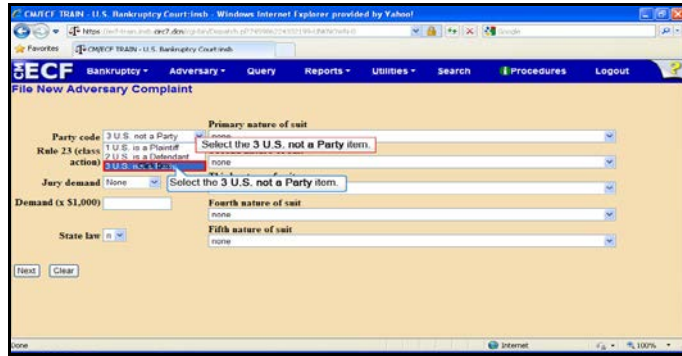 CM/ECF TRAIN - U.S. Bankruptcy Court:insb - Windows Internet Explorer provided by Yahoo!
Google
Favorites CM/ECF TRAIN - U.S. Bankruptcy Court:insb
ECF Bankruptcy Adversary Query Reports Utilities Search Procedures Logout ?
File New Adversary Complaint
Primary nature of suit
Party code 3 U.S. not a Party none
1 U.S. is a Plaintiff
2 U.S. is a Defendant
Select the 3 U.S. not a Party item.
Rule 23 (class action) none
Select the 3 U.S. not a Party item.
Jury demand None
Demand (x $1,000)
Fourth nature of suit
none
Fifth nature of suit
State law n none
Next Clear
Done Internet 100%